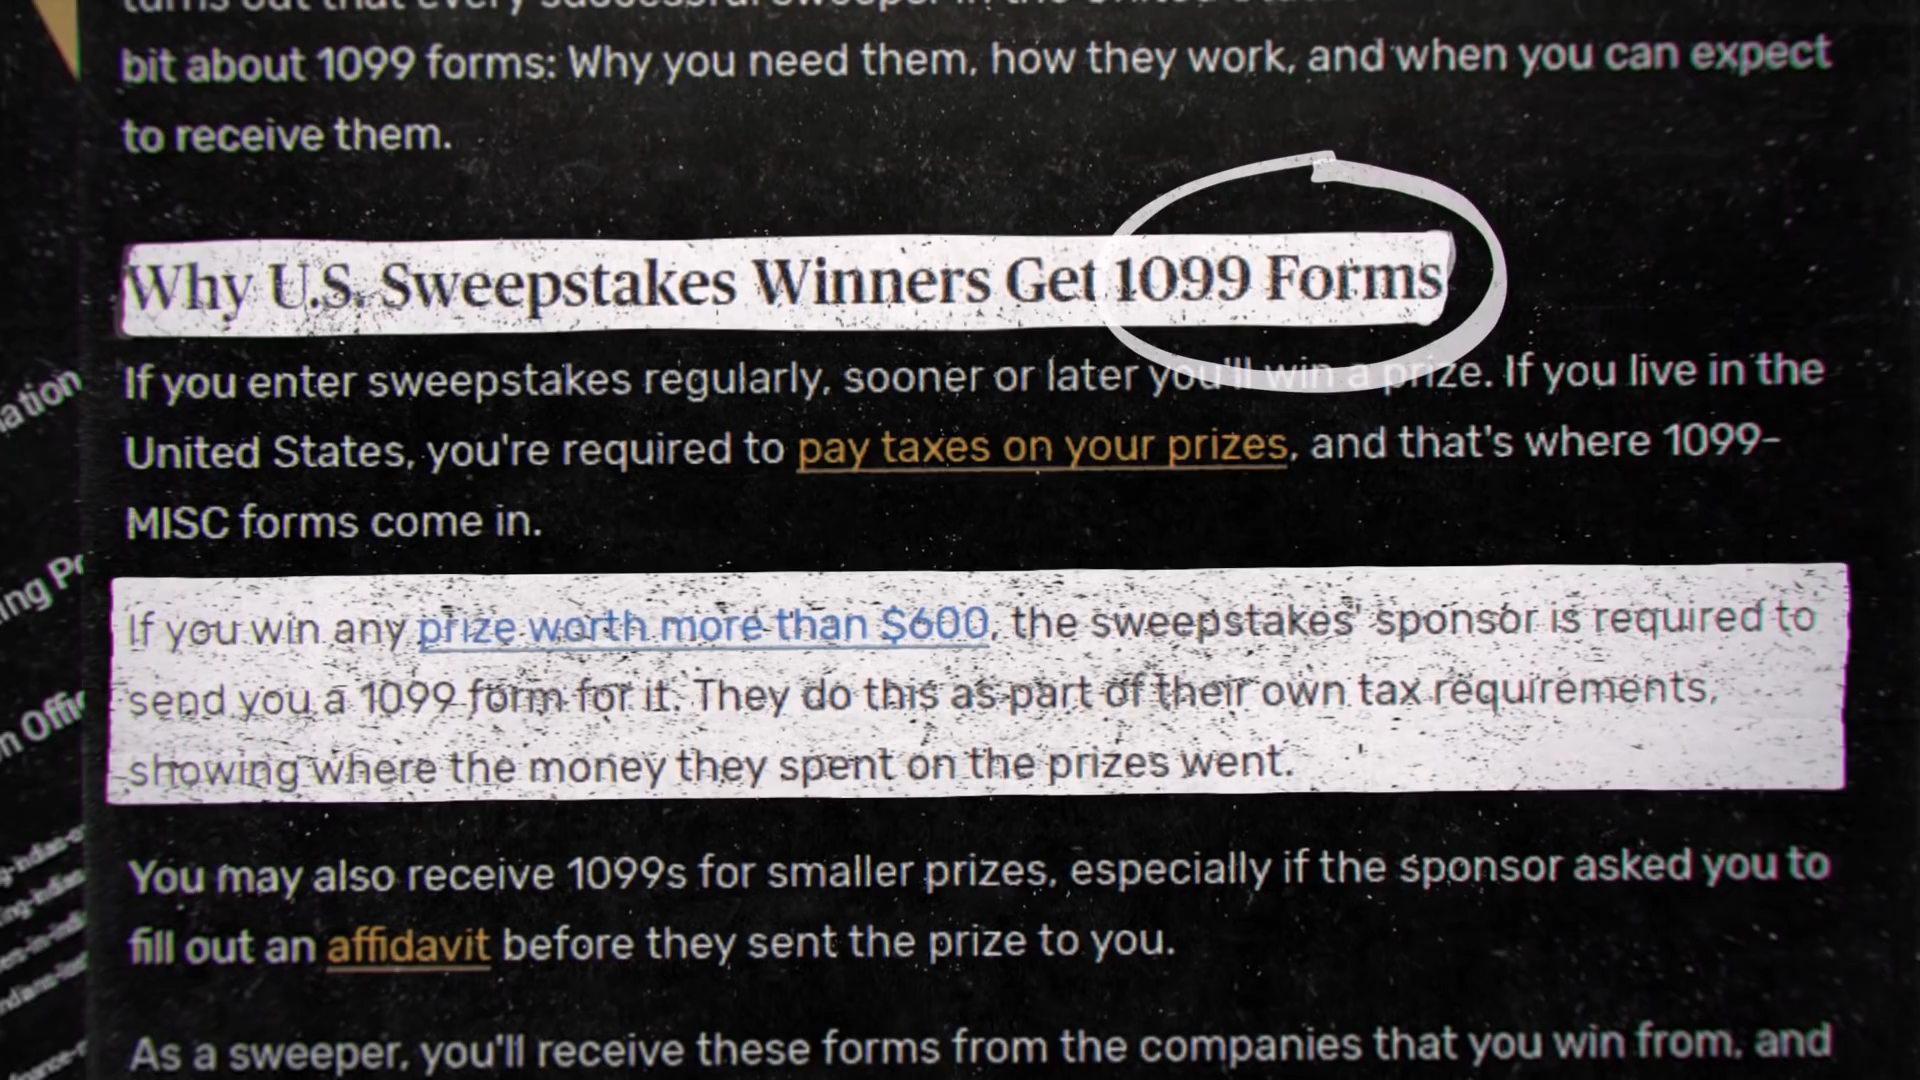 bit about 1099 forms: Why you need them, how they work, and when you can expect
to receive them.
Why U.S. Sweepstakes Winners Get 1099 Forms
If you enter sweepstakes regularly, sooner or later you'll win a prize. If you live in the
United States, you're required to pay taxes on your prizes, and that's where 1099-
MISC forms come in.
If you win any prize worth more than $600, the sweepstakes' sponsor is required to
send you a 1099 form for it. They do this as part of their own tax requirements,
showing where the money they spent on the prizes went.
You may also receive 1099s for smaller prizes, especially if the sponsor asked you to
fill out an affidavit before they sent the prize to you.
As a sweeper, you'll receive these forms from the companies that you win from, and